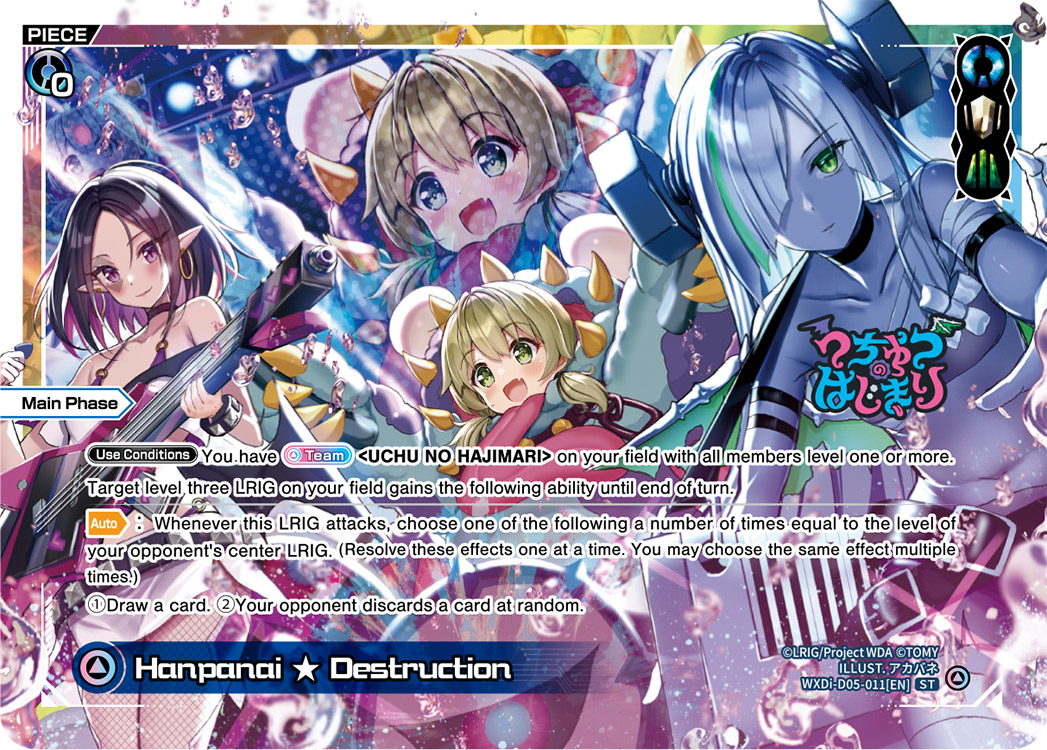 PIECE
0
うちゅうの
はじまり
Main Phase
Use Conditions You have Team <UCHU NO HAJIMARI> on your field with all members level one or more.
Target level three LRIG on your field gains the following ability until end of turn.
Auto : Whenever this LRIG attacks, choose one of the following a number of times equal to the level of
your opponent's center LRIG. (Resolve these effects one at a time. You may choose the same effect multiple
times.)
①Draw a card. ②Your opponent discards a card at random.
Hanpanai ★ Destruction
©LRIG/Project WDA ©TOMY
ILLUST. アカバネ
WXDi-D05-011[EN] ST